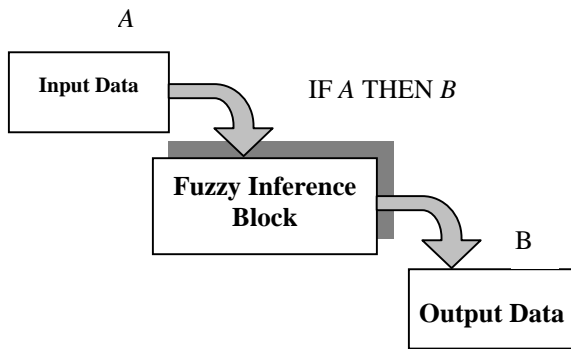 A
Input Data
IF A THEN B
Fuzzy Inference
Block
B
Output Data